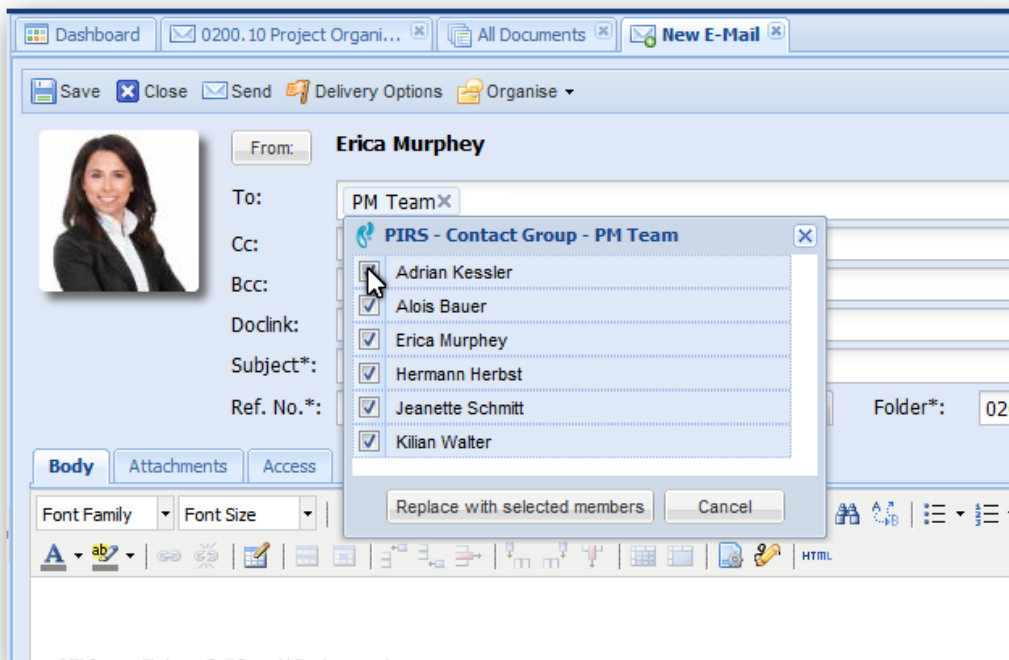 Dashboard 0200.10 Project Organi... All Documents New E-Mail
Save Close Send Delivery Options Organise
From: Erica Murphey
To: PM Team
PIRS - Contact Group - PM Team
Cc:
Adrian Kessler
Bcc:
Alois Bauer
Doclink:
Erica Murphey
Subject*:
Hermann Herbst
Ref. No.*: Folder*: 02
Jeanette Schmitt
Kilian Walter
Body Attachments Access
Replace with selected members Cancel
Font Family Font Size
A ab HTML